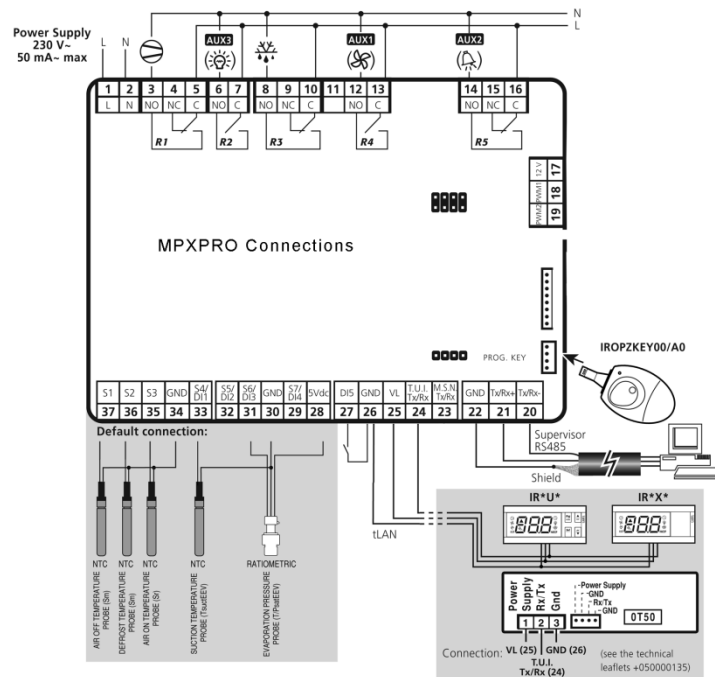 Power Supply
230 V~
50 mA~ max
L N
N
L
AUX3 AUX1 AUX2
1 2 3 4 5 6 7 8 9 10 11 12 13 14 15 16
L N NO NC C NO C NO NC C NO C NO NC C
R1 R2 R3 R4 R5
12 V 17
PWM1 18
PWM2 19
MPXPRO Connections
PROG. KEY
IROPZKEY00/A0
S1 S2 S3 GND S4/DI1 S5/DI2 S6/DI3 GND S7/DI4 5Vdc DI5 GND VL T.U.I. Tx/Rx M.S.N. Tx/Rx GND Tx/Rx+ Tx/Rx-
37 36 35 34 33 32 31 30 29 28 27 26 25 24 23 22 21 20
Default connection:
Supervisor
RS485
Shield
tLAN
NTC NTC NTC NTC RATIOMETRIC
AIR OFF TEMPERATURE
PROBE (Sm)
DEFROST TEMPERATURE
PROBE (Sm)
AIR ON TEMPERATURE
PROBE (Sr)
SUCTION TEMPERATURE
PROBE (TsuctEEV)
EVAPORATION PRESSURE
PROBE (T/PsatEEV)
IR*U* IR*X*
Power
Supply
Rx/Tx
Gnd
1 2 3
Power Supply
GND
Rx/Tx
GND
0T50
Connection: VL (25) GND (26)
T.U.I.
Tx/Rx (24)
(see the technical
leaflets +050000135)